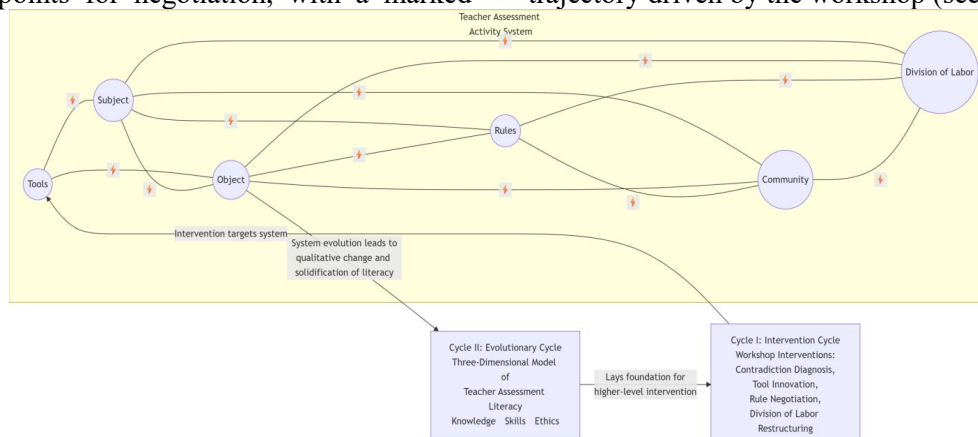 points for negotiation, with a marked trajectory driven by the workshop (see
Teacher Assessment
Activity System
Division of Labor
Subject
Rules
Tools
Object
Community
Intervention targets system
System evolution leads to
qualitative change and
solidification of literacy
Cycle II: Evolutionary Cycle
Three-Dimensional Model
of
Teacher Assessment
Literacy
Knowledge Skills Ethics
Lays foundation for
higher-level intervention
Cycle I: Intervention Cycle
Workshop Interventions:
Contradiction Diagnosis,
Tool Innovation,
Rule Negotiation,
Division of Labor
Restructuring